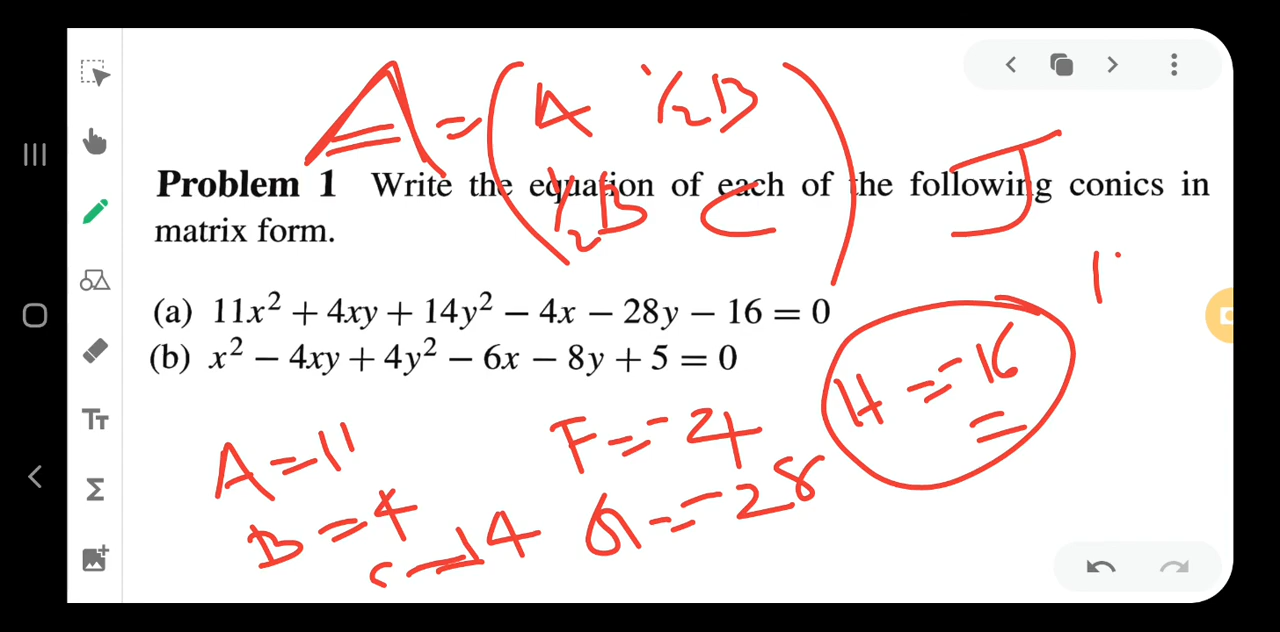 A = ( A ½B
½B C ) J
Problem 1 Write the equation of each of the following conics in
matrix form.
(a) 11x² + 4xy + 14y² − 4x − 28y − 16 = 0
(b) x² − 4xy + 4y² − 6x − 8y + 5 = 0
A = 11 F = -4 H = -16
B = 4
C = 14 G = -28
Tт
Σ